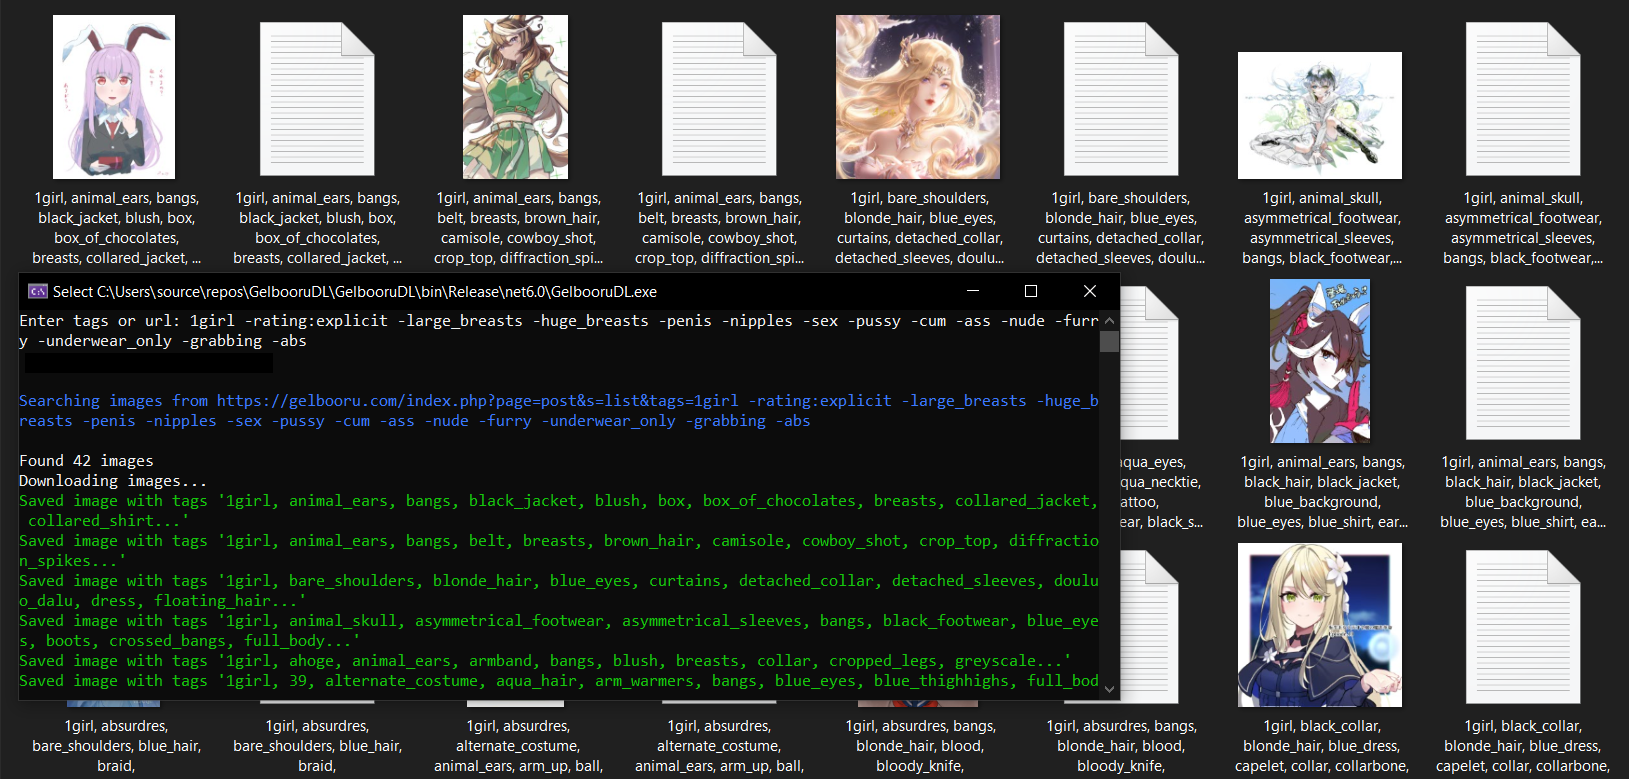 1girl, animal_ears, bangs,
black_jacket, blush, box,
box_of_chocolates,
breasts, collared_jacket, ...
1girl, animal_ears, bangs,
black_jacket, blush, box,
box_of_chocolates,
breasts, collared_jacket, ...
1girl, animal_ears, bangs,
belt, breasts, brown_hair,
camisole, cowboy_shot,
crop_top, diffraction_spi...
1girl, animal_ears, bangs,
belt, breasts, brown_hair,
camisole, cowboy_shot,
crop_top, diffraction_spi...
1girl, bare_shoulders,
blonde_hair, blue_eyes,
curtains, detached_collar,
detached_sleeves, doulu...
1girl, bare_shoulders,
blonde_hair, blue_eyes,
curtains, detached_collar,
detached_sleeves, doulu...
1girl, animal_skull,
asymmetrical_footwear,
asymmetrical_sleeves,
bangs, black_footwear,...
1girl, animal_skull,
asymmetrical_footwear,
asymmetrical_sleeves,
bangs, black_footwear,...
C:\
Select C:\Users\source\repos\GelbooruDL\GelbooruDL\bin\Release\net6.0\GelbooruDL.exe
Enter tags or url: 1girl -rating:explicit -large_breasts -huge_breasts -penis -nipples -sex -pussy -cum -ass -nude -furr
y -underwear_only -grabbing -abs
Searching images from https://gelbooru.com/index.php?page=post&s=list&tags=1girl -rating:explicit -large_breasts -huge_b
reasts -penis -nipples -sex -pussy -cum -ass -nude -furry -underwear_only -grabbing -abs
Found 42 images
Downloading images...
Saved image with tags '1girl, animal_ears, bangs, black_jacket, blush, box, box_of_chocolates, breasts, collared_jacket,
collared_shirt...'
Saved image with tags '1girl, animal_ears, bangs, belt, breasts, brown_hair, camisole, cowboy_shot, crop_top, diffractio
n_spikes...'
Saved image with tags '1girl, bare_shoulders, blonde_hair, blue_eyes, curtains, detached_collar, detached_sleeves, doulu
o_dalu, dress, floating_hair...'
Saved image with tags '1girl, animal_skull, asymmetrical_footwear, asymmetrical_sleeves, bangs, black_footwear, blue_eye
s, boots, crossed_bangs, full_body...'
Saved image with tags '1girl, ahoge, animal_ears, armband, bangs, blush, breasts, collar, cropped_legs, greyscale...'
Saved image with tags '1girl, 39, alternate_costume, aqua_hair, arm_warmers, bangs, blue_eyes, blue_thighhighs, full_bod
aqua_eyes,
qua_necktie,
attoo,
ear, black_s...
1girl, animal_ears, bangs,
black_hair, black_jacket,
blue_background,
blue_eyes, blue_shirt, ear...
1girl, animal_ears, bangs,
black_hair, black_jacket,
blue_background,
blue_eyes, blue_shirt, ea...
1girl, absurdres,
bare_shoulders, blue_hair,
braid,
1girl, absurdres,
bare_shoulders, blue_hair,
braid,
1girl, absurdres,
alternate_costume,
animal_ears, arm_up, ball,
1girl, absurdres,
alternate_costume,
animal_ears, arm_up, ball,
1girl, absurdres, bangs,
blonde_hair, blood,
bloody_knife,
1girl, absurdres, bangs,
blonde_hair, blood,
bloody_knife,
1girl, black_collar,
blonde_hair, blue_dress,
capelet, collar, collarbone,
1girl, black_collar,
blonde_hair, blue_dress,
capelet, collar, collarbone,